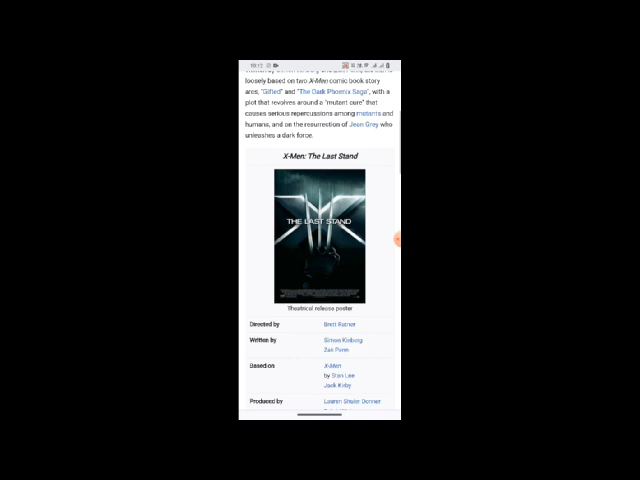 10:12
loosely based on two X-Men comic book story
arcs, "Gifted" and "The Dark Phoenix Saga", with a
plot that revolves around a "mutant cure" that
causes serious repercussions among mutants and
humans, and on the resurrection of Jean Grey who
unleashes a dark force.
X-Men: The Last Stand
THE LAST STAND
Theatrical release poster
Directed by
Brett Ratner
Written by
Simon Kinberg
Zak Penn
Based on
X-Men
by Stan Lee
Jack Kirby
Produced by
Lauren Shuler Donner